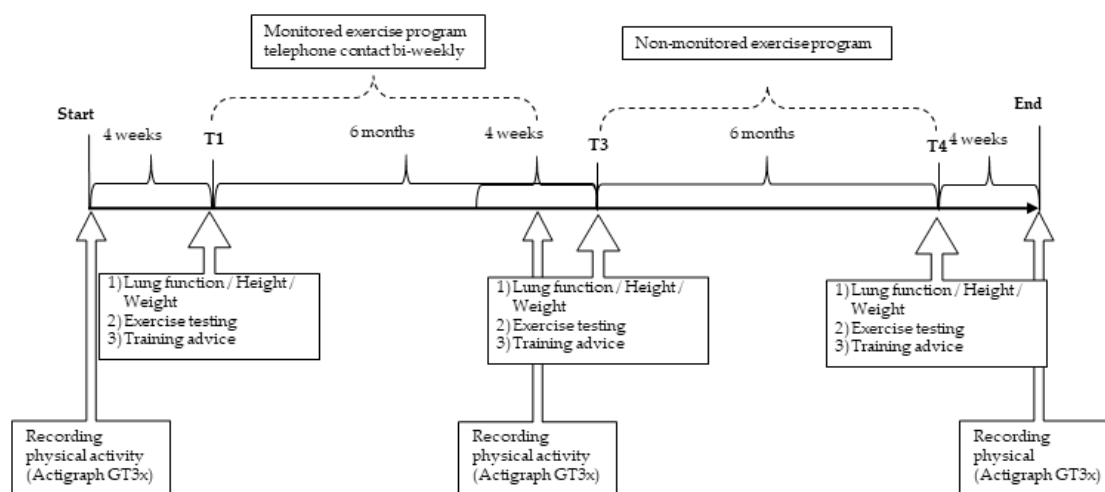 Monitored exercise program
telephone contact bi-weekly
Non-monitored exercise program
Start
End
4 weeks
T1
6 months
4 weeks
T3
6 months
T4
4 weeks
1) Lung function / Height /
Weight
2) Exercise testing
3) Training advice
1) Lung function / Height /
Weight
2) Exercise testing
3) Training advice
1) Lung function / Height /
Weight
2) Exercise testing
3) Training advice
Recording
physical activity
(Actigraph GT3x)
Recording
physical activity
(Actigraph GT3x)
Recording
physical
(Actigraph GT3x)